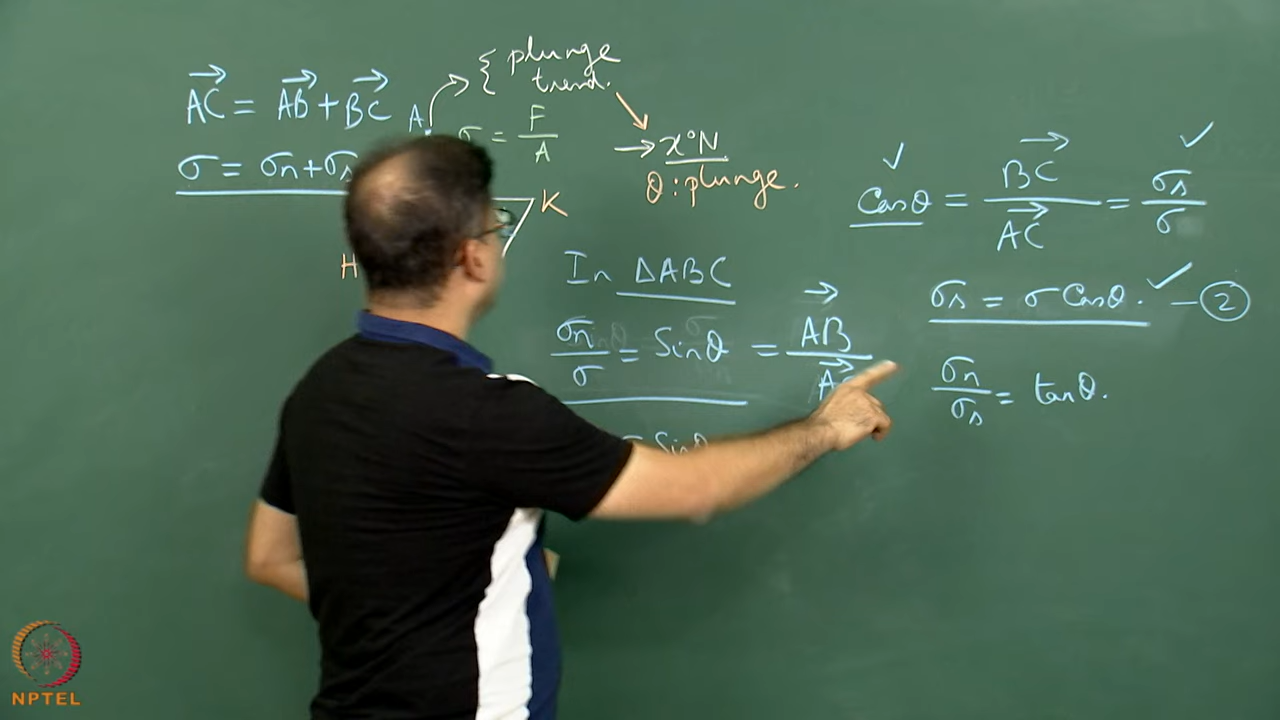 AC = AB + BC
σ = σn + σs
A
{ plunge
trend.
σ = F/A
x°N
θ : plunge.
K
H
In ΔABC
σn/σ = Sinθ = AB/AC
σ Sinθ
Cosθ = BC/AC = σs/σ
σs = σ Cosθ. — 2
σn/σs = tanθ.
NPTEL